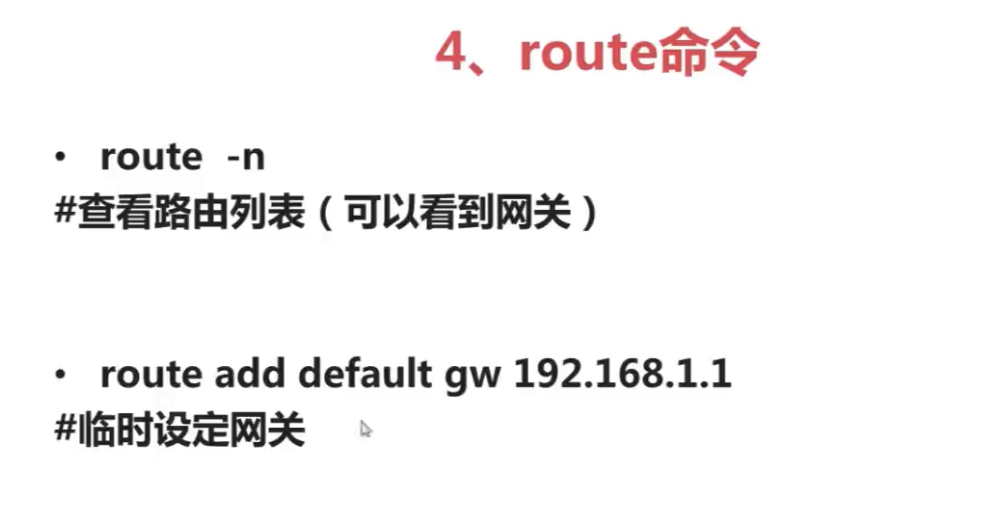 4、route命令
• route -n
#查看路由列表（可以看到网关）
• route add default gw 192.168.1.1
#临时设定网关